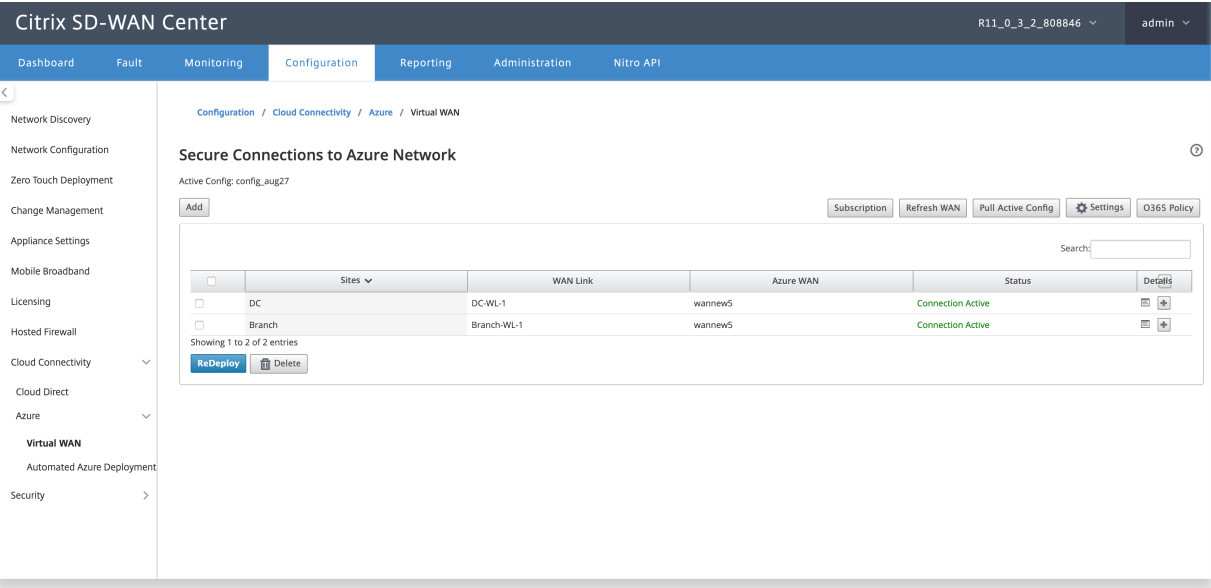 Citrix SD-WAN Center
R11_0_3_2_808846
admin
Dashboard Fault Monitoring Configuration Reporting Administration Nitro API
Network Discovery
Network Configuration
Zero Touch Deployment
Change Management
Appliance Settings
Mobile Broadband
Licensing
Hosted Firewall
Cloud Connectivity
Cloud Direct
Azure
Virtual WAN
Automated Azure Deployment
Security
Configuration / Cloud Connectivity / Azure / Virtual WAN
Secure Connections to Azure Network
Active Config: config_aug27
Add Subscription Refresh WAN Pull Active Config Settings O365 Policy
Search:
Sites WAN Link Azure WAN Status Details
DC DC-WL-1 wannew5 Connection Active
Branch Branch-WL-1 wannew5 Connection Active
Showing 1 to 2 of 2 entries
ReDeploy Delete